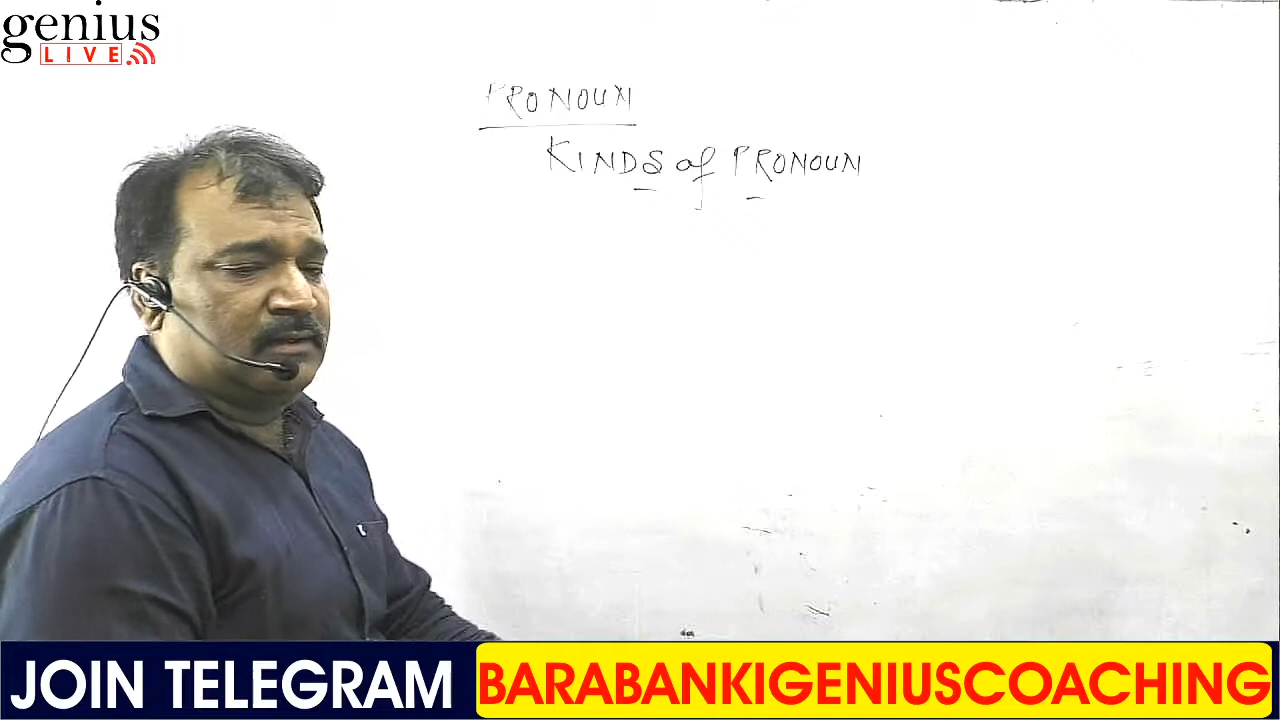 genius
LIVE
PRONOUN
KINDS of PRONOUN
JOIN TELEGRAM BARABANKIGENIUSCOACHING